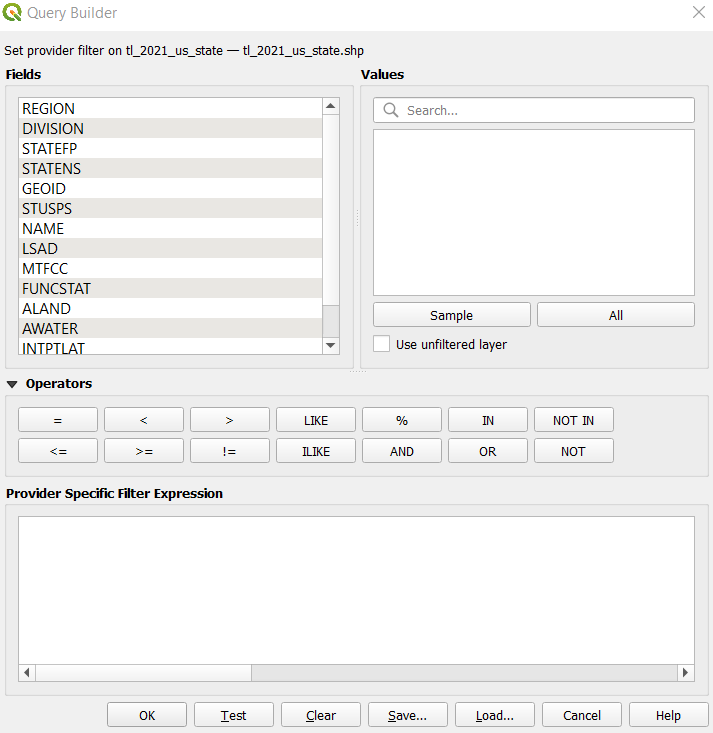 Query Builder
Set provider filter on tl_2021_us_state — tl_2021_us_state.shp
Fields
Values
REGION
DIVISION
STATEFP
STATENS
GEOID
STUSPS
NAME
LSAD
MTFCC
FUNCSTAT
ALAND
AWATER
INTPTLAT
Search...
Sample All
Use unfiltered layer
Operators
= < > LIKE % IN NOT IN
<= >= != ILIKE AND OR NOT
Provider Specific Filter Expression
OK Test Clear Save... Load... Cancel Help